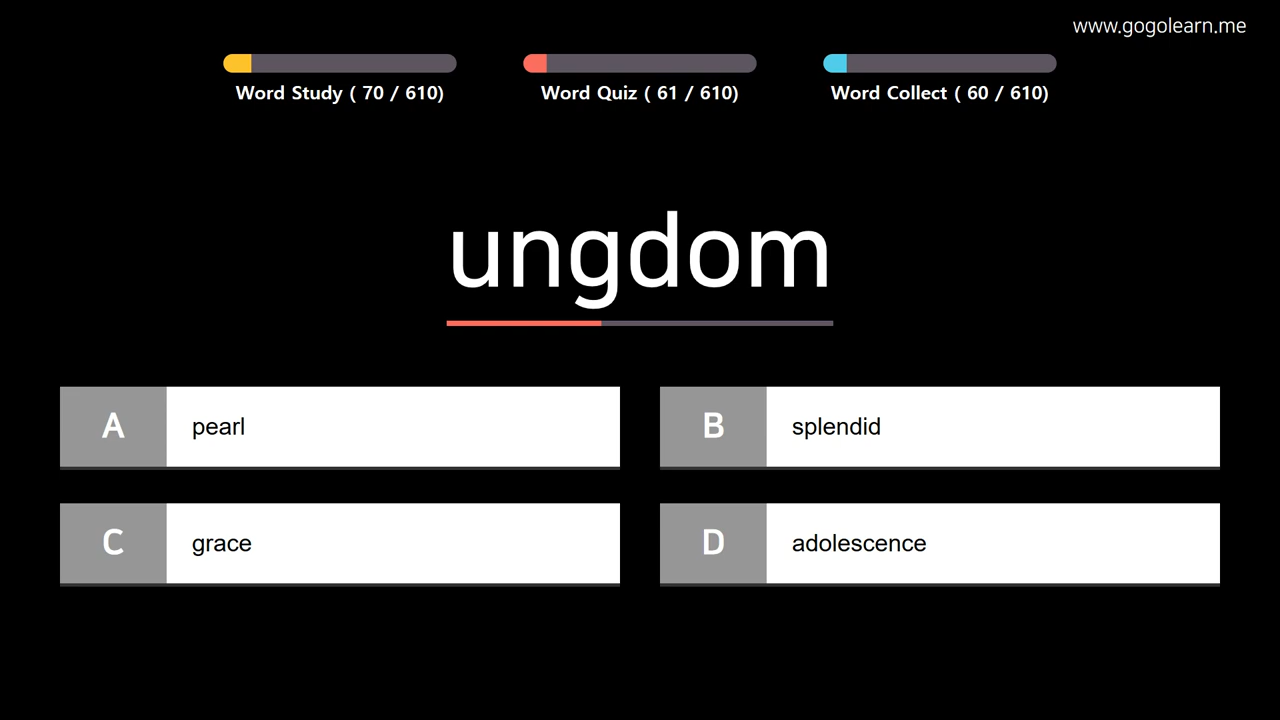 www.gogolearn.me
Word Study ( 70 / 610)
Word Quiz ( 61 / 610)
Word Collect ( 60 / 610)
ungdom
A pearl
B splendid
C grace
D adolescence